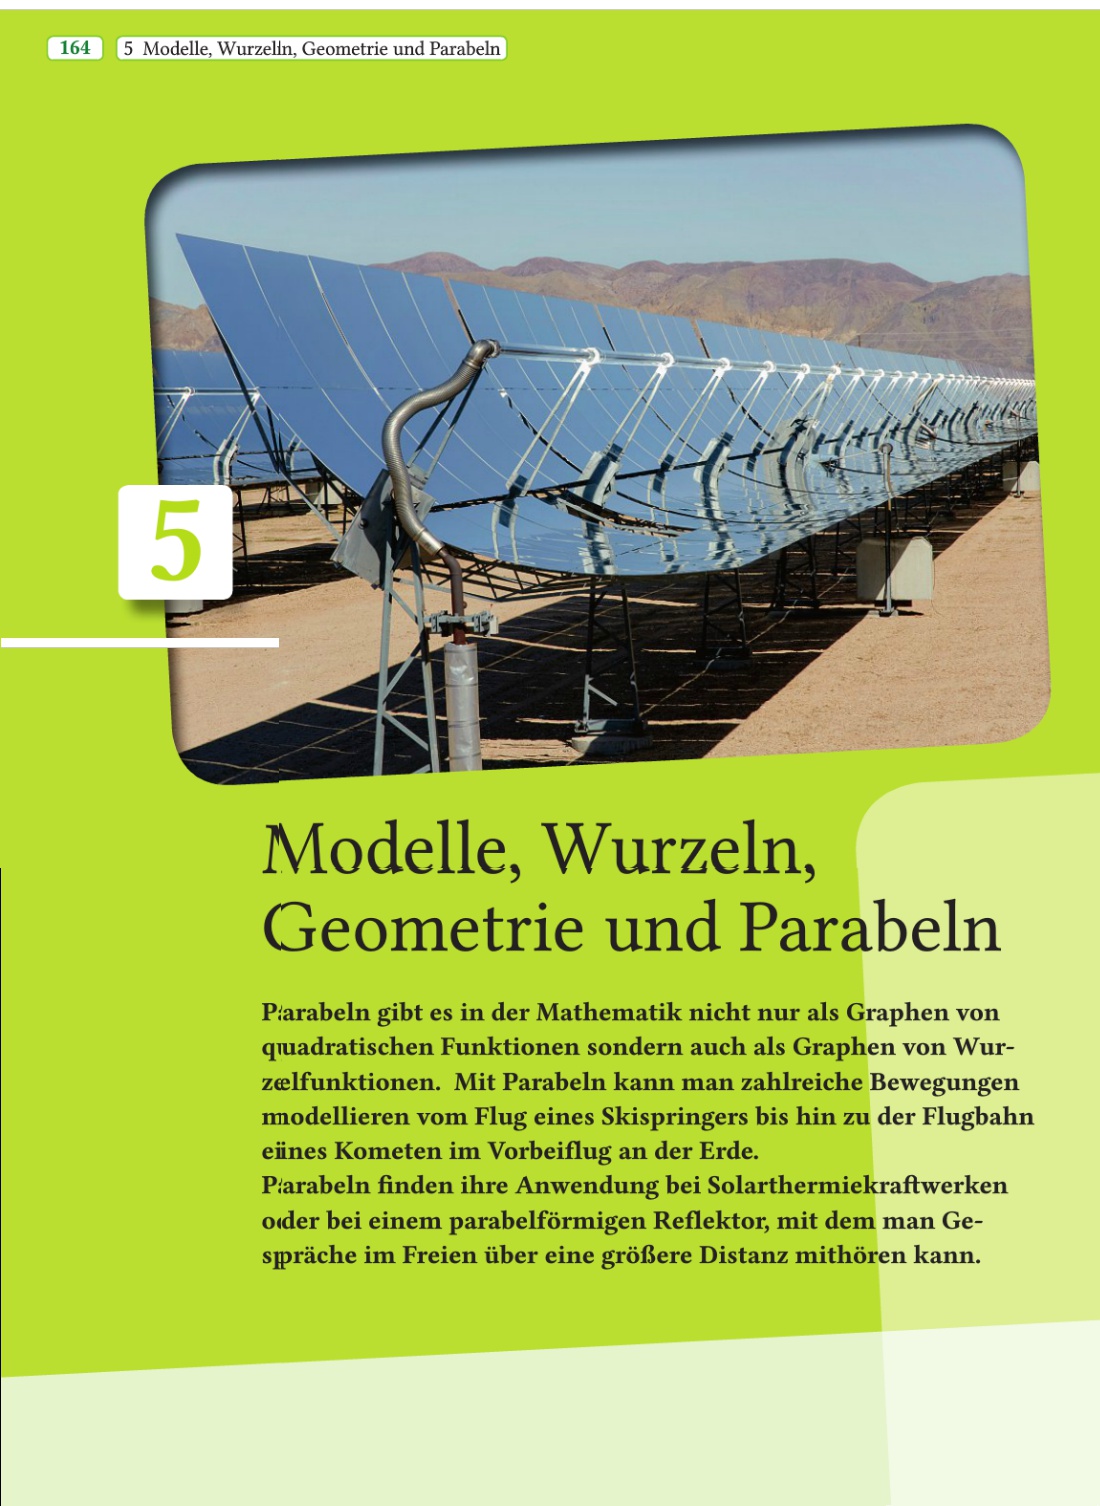 164
5 Modelle, Wurzeln, Geometrie und Parabeln
5
Modelle, Wurzeln,
Geometrie und Parabeln
Parabeln gibt es in der Mathematik nicht nur als Graphen von
quadratischen Funktionen sondern auch als Graphen von Wur-
zelfunktionen. Mit Parabeln kann man zahlreiche Bewegungen
modellieren vom Flug eines Skispringers bis hin zu der Flugbahn
eines Kometen im Vorbeiflug an der Erde.
Parabeln finden ihre Anwendung bei Solarthermiekraftwerken
oder bei einem parabelförmigen Reflektor, mit dem man Ge-
spräche im Freien über eine größere Distanz mithören kann.